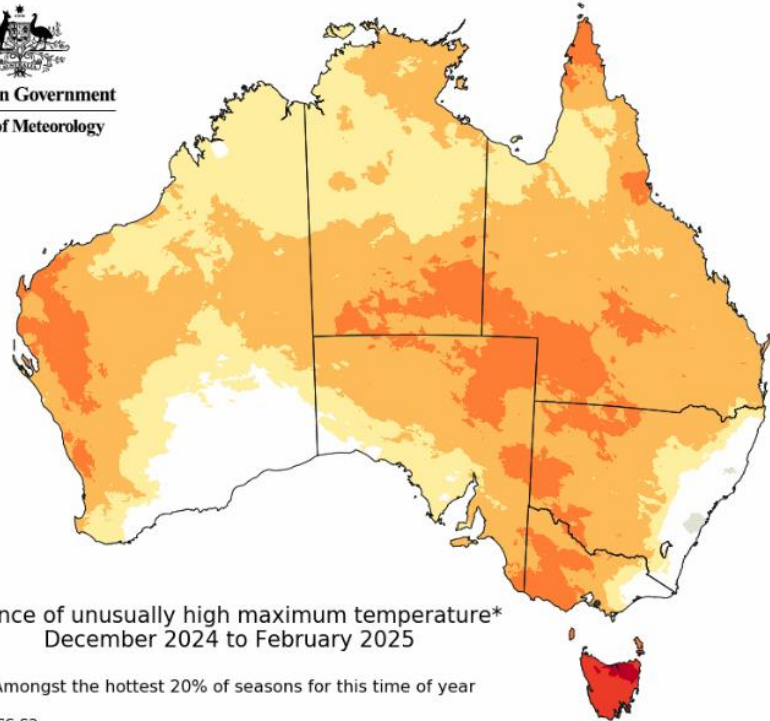 n Government
of Meteorology
nce of unusually high maximum temperature*
December 2024 to February 2025
Amongst the hottest 20% of seasons for this time of year